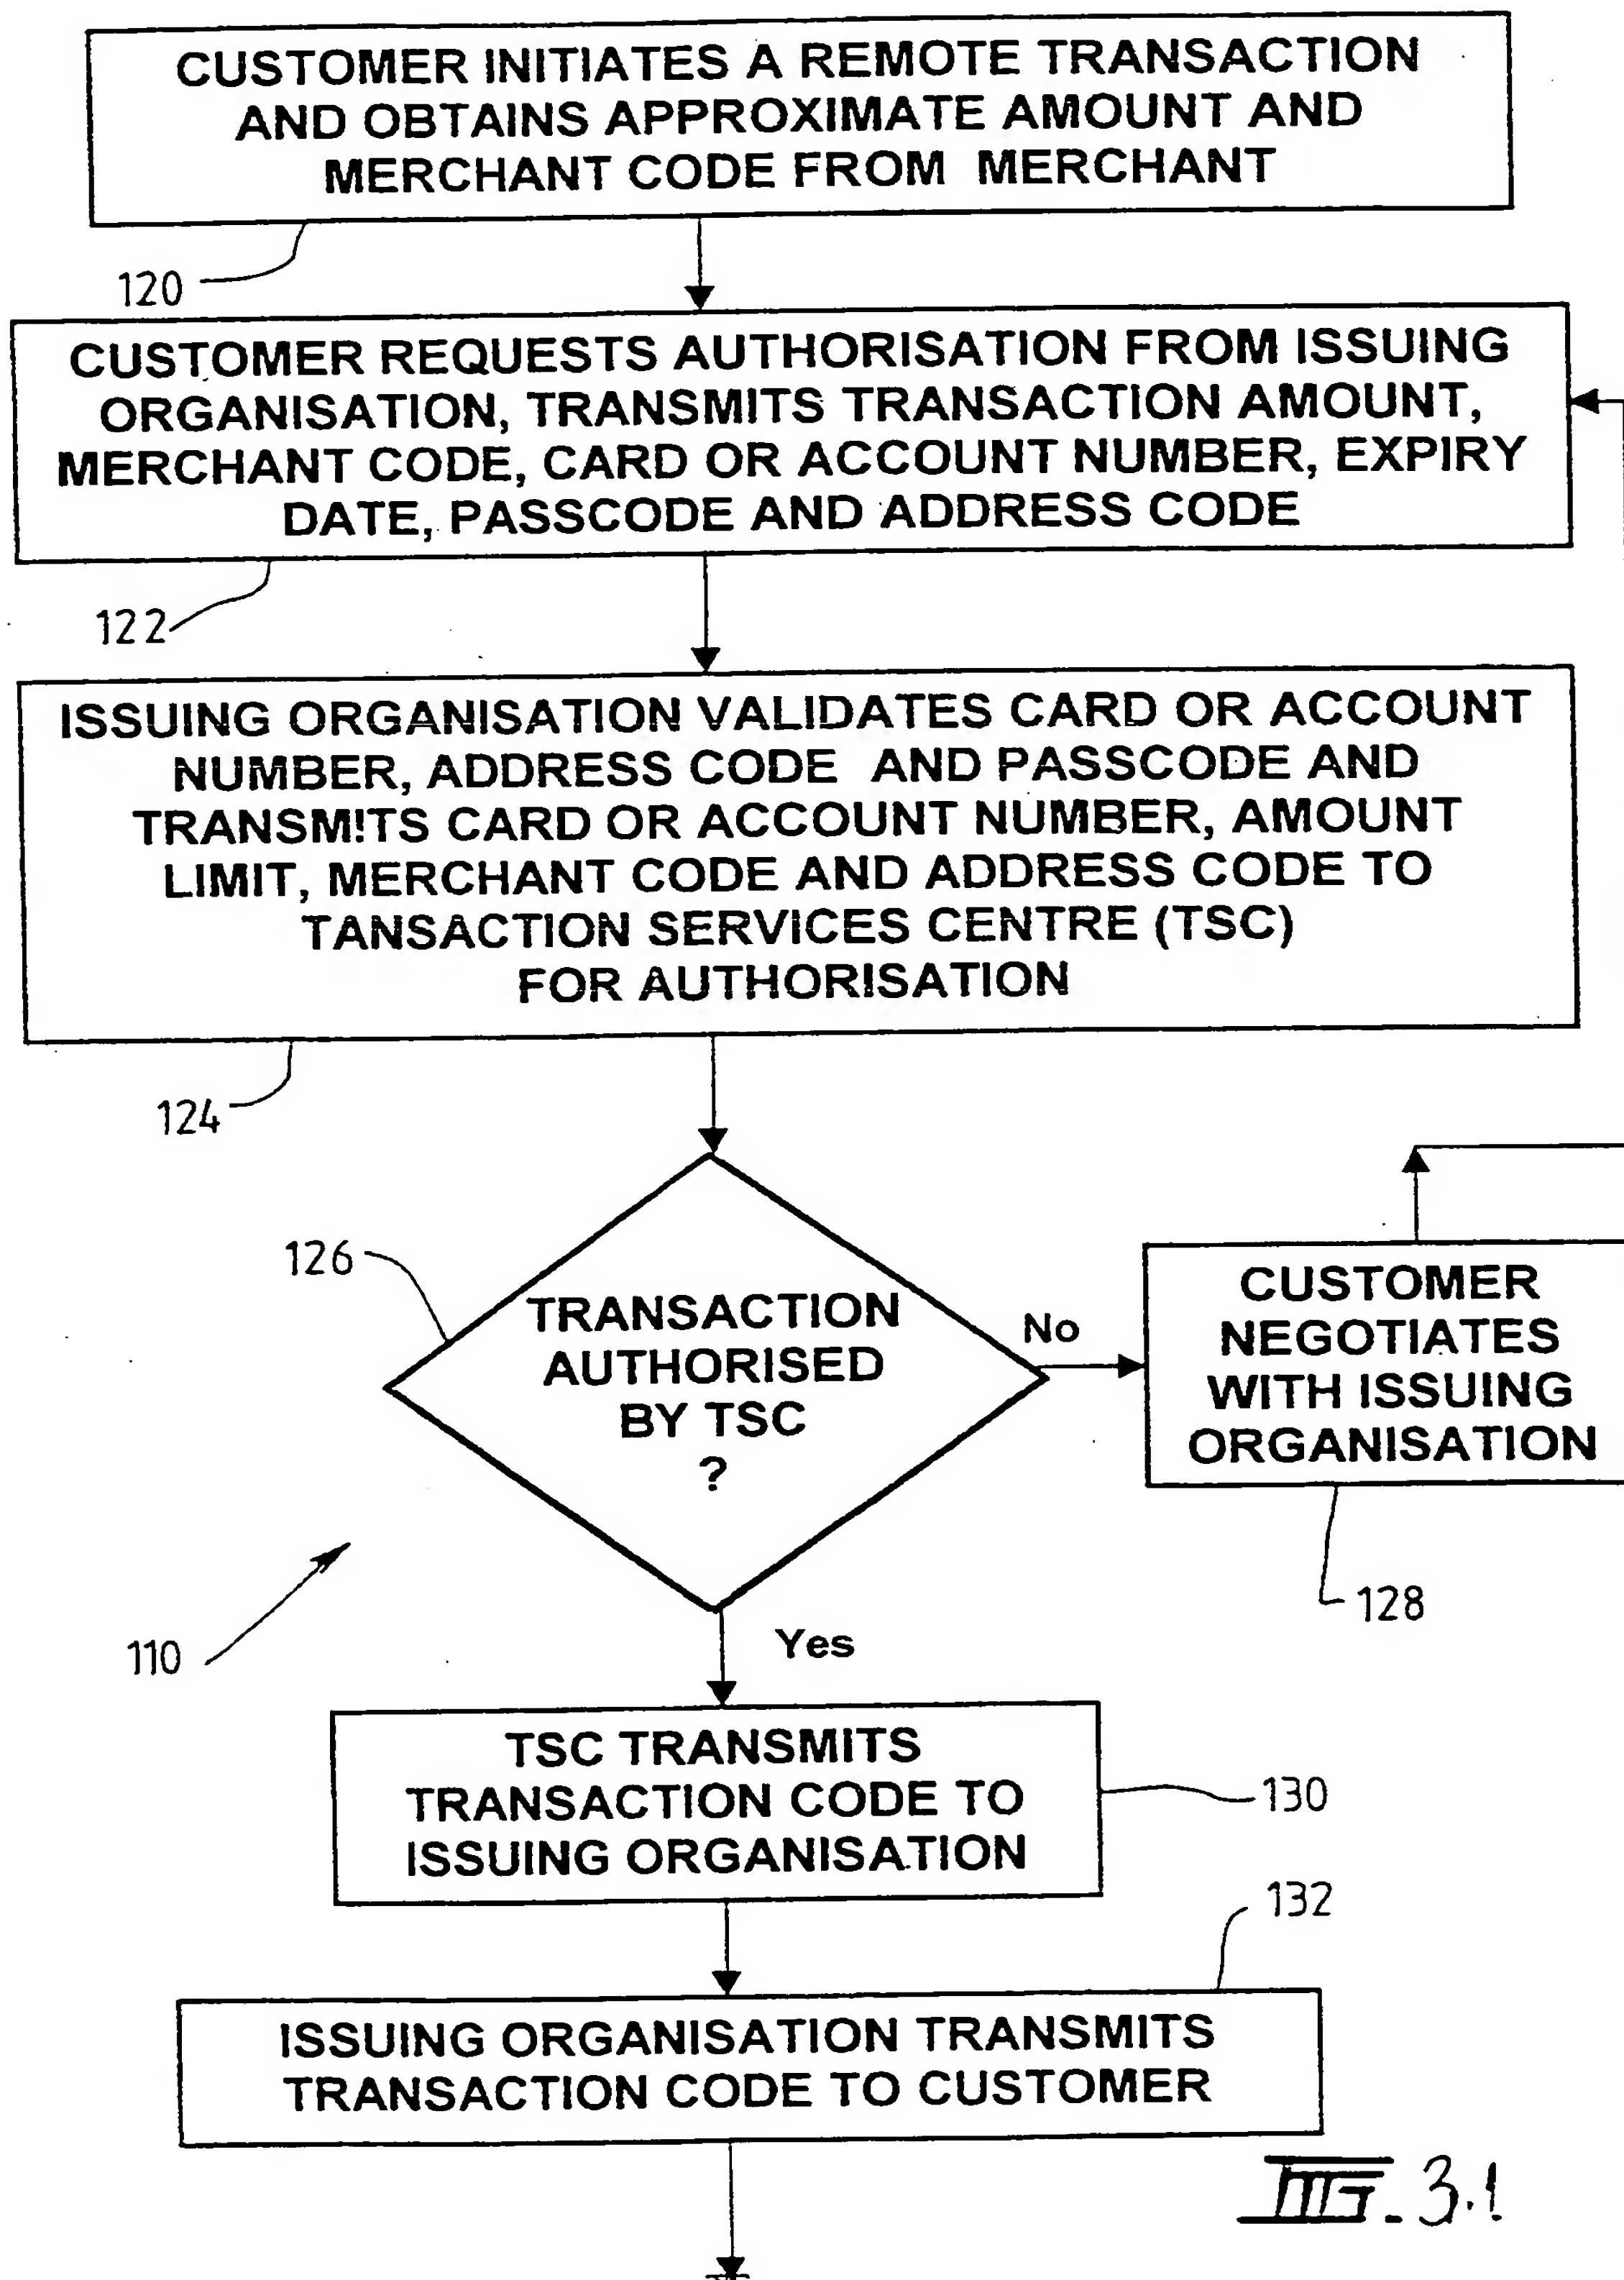 CUSTOMER INITIATES A REMOTE TRANSACTION
AND OBTAINS APPROXIMATE AMOUNT AND
MERCHANT CODE FROM MERCHANT
120
CUSTOMER REQUESTS AUTHORISATION FROM ISSUING
ORGANISATION, TRANSMITS TRANSACTION AMOUNT,
MERCHANT CODE, CARD OR ACCOUNT NUMBER, EXPIRY
DATE, PASSCODE AND ADDRESS CODE
122
ISSUING ORGANISATION VALIDATES CARD OR ACCOUNT
NUMBER, ADDRESS CODE AND PASSCODE AND
TRANSMITS CARD OR ACCOUNT NUMBER, AMOUNT
LIMIT, MERCHANT CODE AND ADDRESS CODE TO
TANSACTION SERVICES CENTRE (TSC)
FOR AUTHORISATION
124
126
TRANSACTION
AUTHORISED
BY TSC
?
No
CUSTOMER
NEGOTIATES
WITH ISSUING
ORGANISATION
128
110
Yes
TSC TRANSMITS
TRANSACTION CODE TO
ISSUING ORGANISATION
130
132
ISSUING ORGANISATION TRANSMITS
TRANSACTION CODE TO CUSTOMER
FIG. 3.1